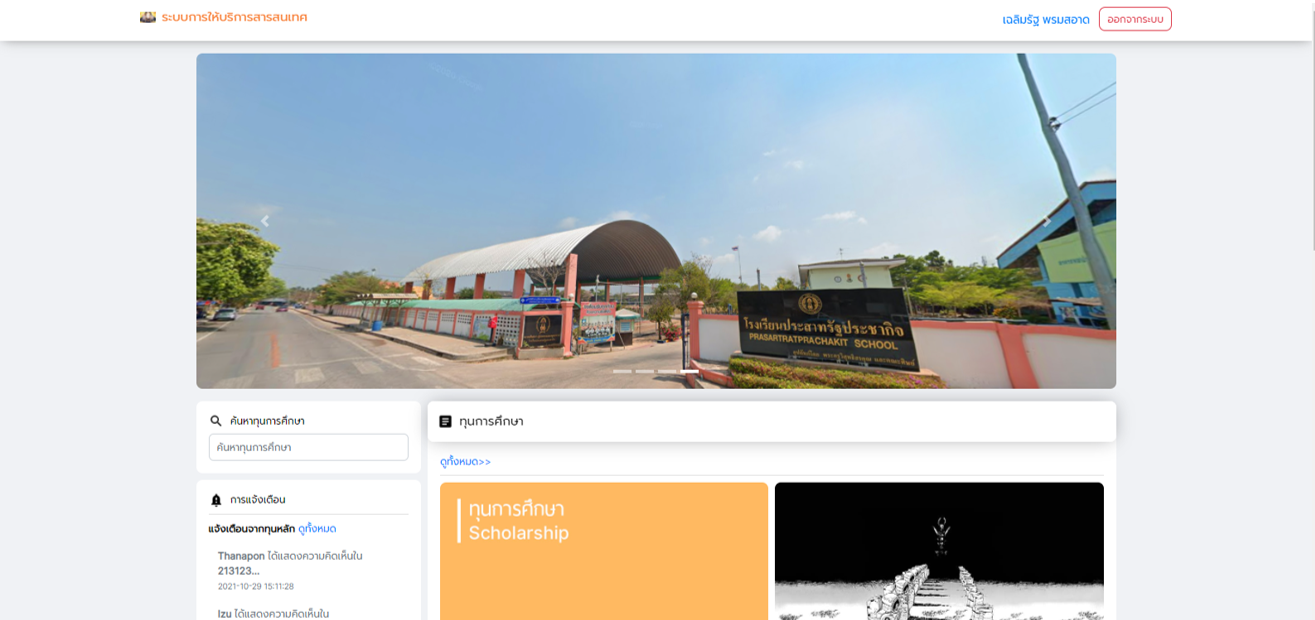 ระบบการให้บริการสารสนเทศ
เฉลิมรัฐ พรมสอาด
ออกจากระบบ
โรงเรียนประสาทรัฐประชากิจ
PRASARTRATPRACHAKIT SCHOOL
ค้นหาทุนการศึกษา
ค้นหาทุนการศึกษา
ทุนการศึกษา
ดูทั้งหมด>>
ทุนการศึกษา
Scholarship
การแจ้งเตือน
แจ้งเตือนจากทุนหลัก ดูทั้งหมด
Thanapon ได้แสดงความคิดเห็นใน
213123...
2021-10-29 15:11:28
Izu ได้แสดงความคิดเห็นใน